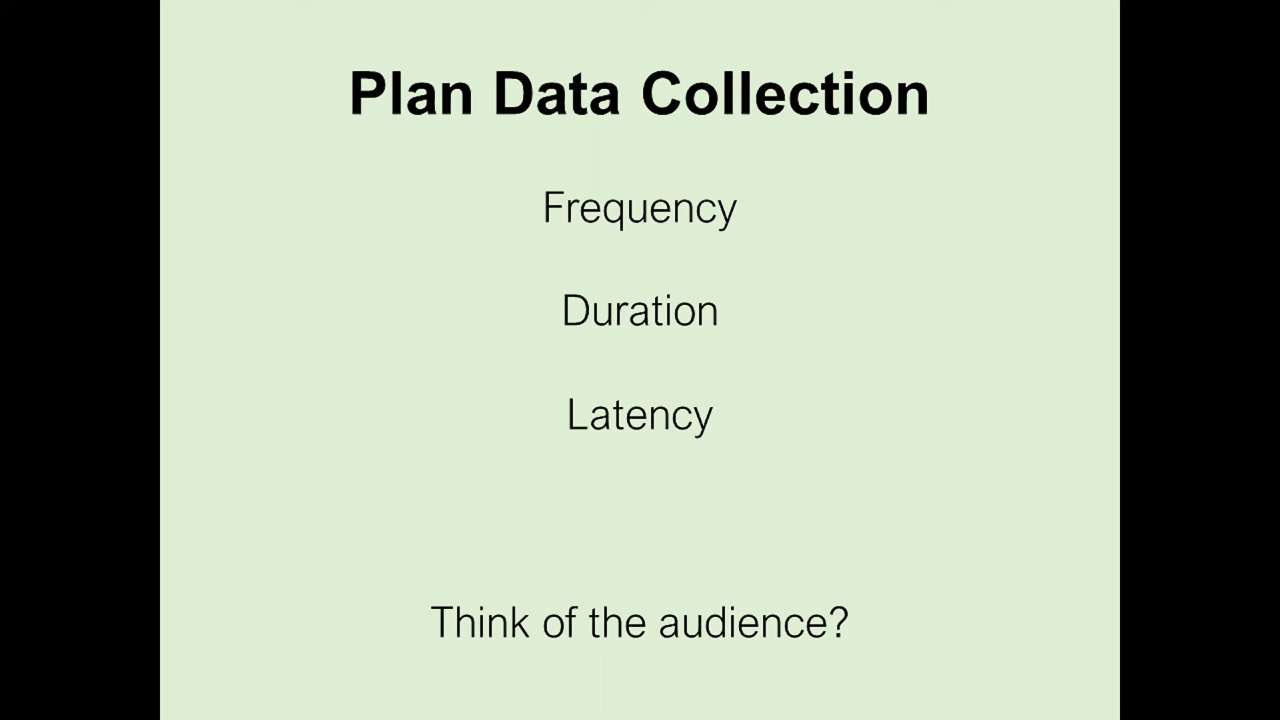 Plan Data Collection
Frequency
Duration
Latency
Think of the audience?